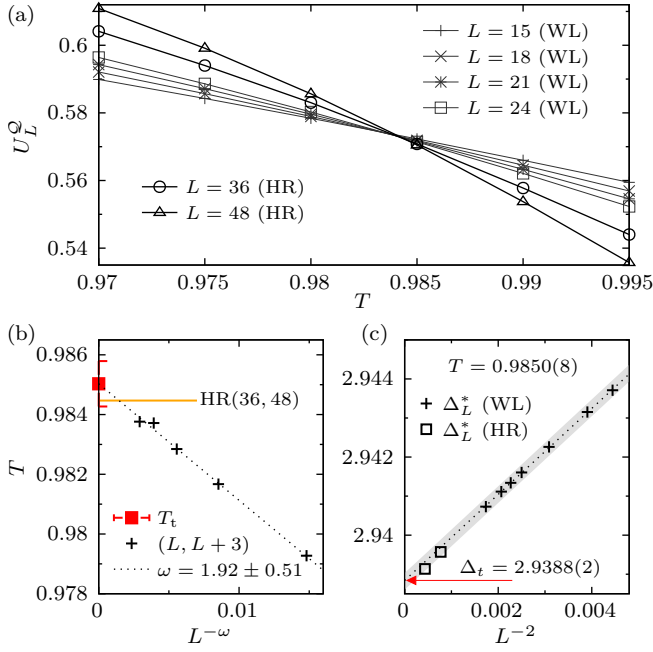 (a)
L = 15 (WL)
L = 18 (WL)
L = 21 (WL)
L = 24 (WL)
L = 36 (HR)
L = 48 (HR)
U_L^𝒬
0.6
0.58
0.56
0.54
0.97 0.975 0.98 0.985 0.99 0.995
T
(b)
0.986
0.984
0.982
0.98
0.978
T
HR(36, 48)
T_t
(L, L + 3)
ω = 1.92 ± 0.51
0 0.01
L^{−ω}
(c)
T = 0.9850(8)
Δ_L^* (WL)
Δ_L^* (HR)
2.944
2.942
2.94
Δ_t = 2.9388(2)
0 0.002 0.004
L^{−2}